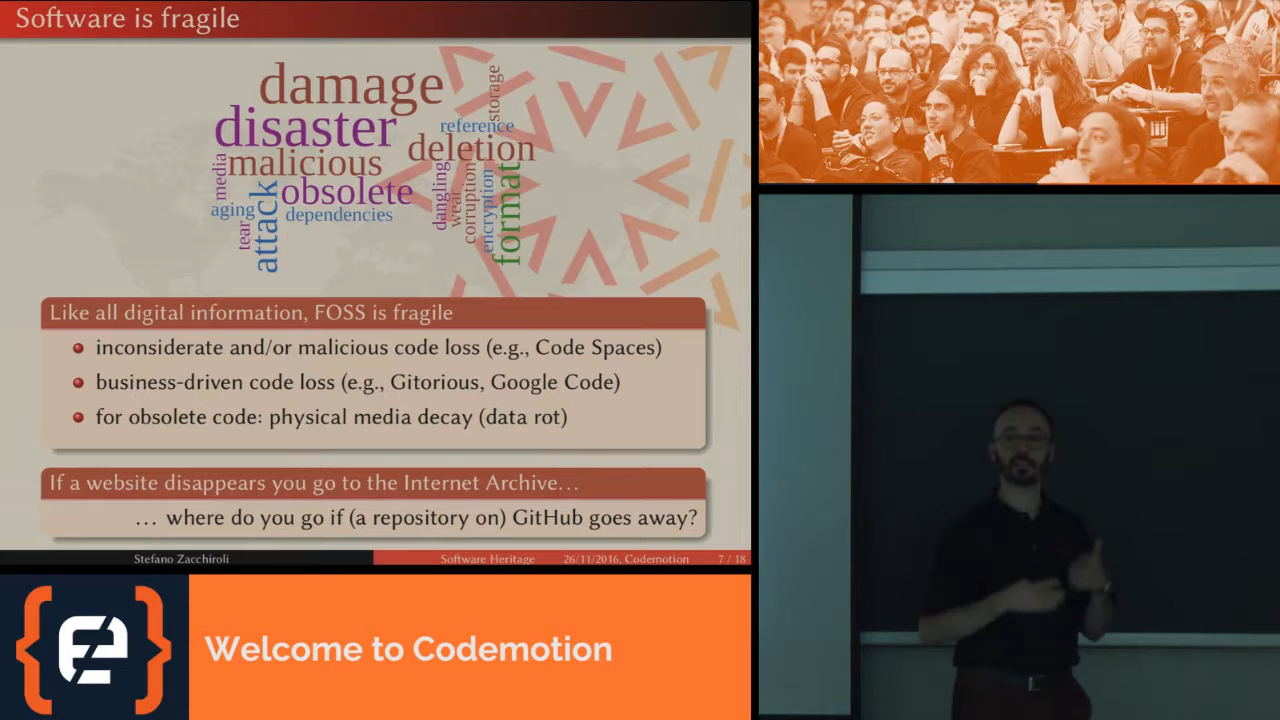 Software is fragile
damage
storage
disaster
reference
deletion
malicious
media
obsolete
attack
aging
dependencies
tear
dangling
wear
corruption
encryption
format
Like all digital information, FOSS is fragile
inconsiderate and/or malicious code loss (e.g., Code Spaces)
business-driven code loss (e.g., Gitorious, Google Code)
for obsolete code: physical media decay (data rot)
If a website disappears you go to the Internet Archive…
… where do you go if (a repository on) GitHub goes away?
Stefano Zacchiroli
Software Heritage
26/11/2016, Codemotion
7 / 18
Welcome to Codemotion